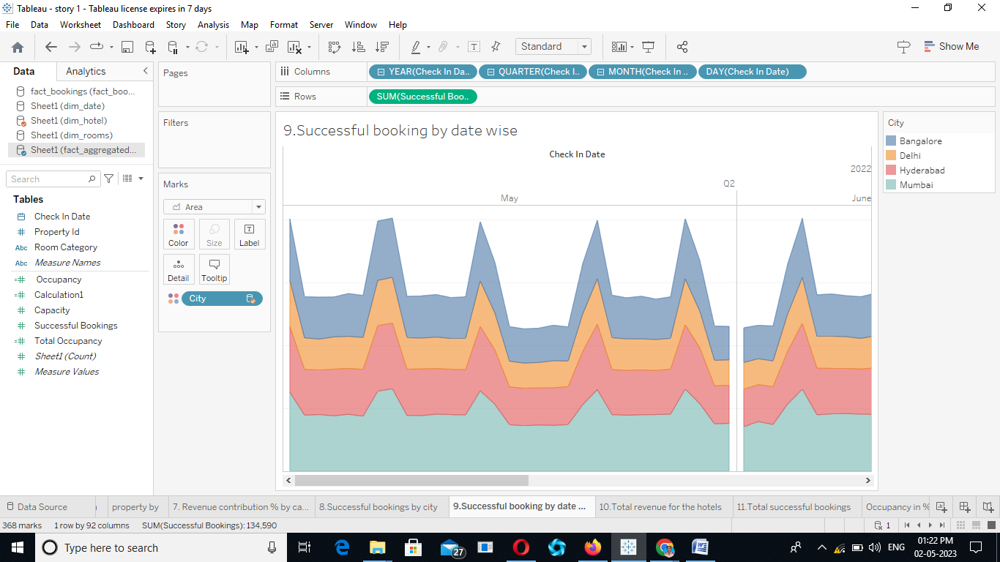 Tableau - story 1 - Tableau license expires in 7 days
File Data Worksheet Dashboard Story Analysis Map Format Server Window Help
Standard
Show Me
Data Analytics
fact_bookings (fact_boo...
Sheet1 (dim_date)
Sheet1 (dim_hotel)
Sheet1 (dim_rooms)
Sheet1 (fact_aggregated...
Search
Tables
Check In Date
Property Id
Abc Room Category
Abc Measure Names
Occupancy
Calculation1
Capacity
Successful Bookings
Total Occupancy
Sheet1 (Count)
Measure Values
Pages
Filters
Marks
Area
Color Size Label
Detail Tooltip
City
Columns YEAR(Check In Da.. QUARTER(Check I.. MONTH(Check In .. DAY(Check In Date)
Rows SUM(Successful Boo..
9.Successful booking by date wise
Check In Date
2022
Q2
May June
City
Bangalore
Delhi
Hyderabad
Mumbai
Data Source property by 7. Revenue contribution % by ca... 8.Successful bookings by city 9.Successful booking by date ... 10.Total revenue for the hotels 11.Total successful bookings Occupancy in %
368 marks 1 row by 92 columns SUM(Successful Bookings): 134.590 1
Type here to search 27 ENG 01:22 PM
02-05-2023